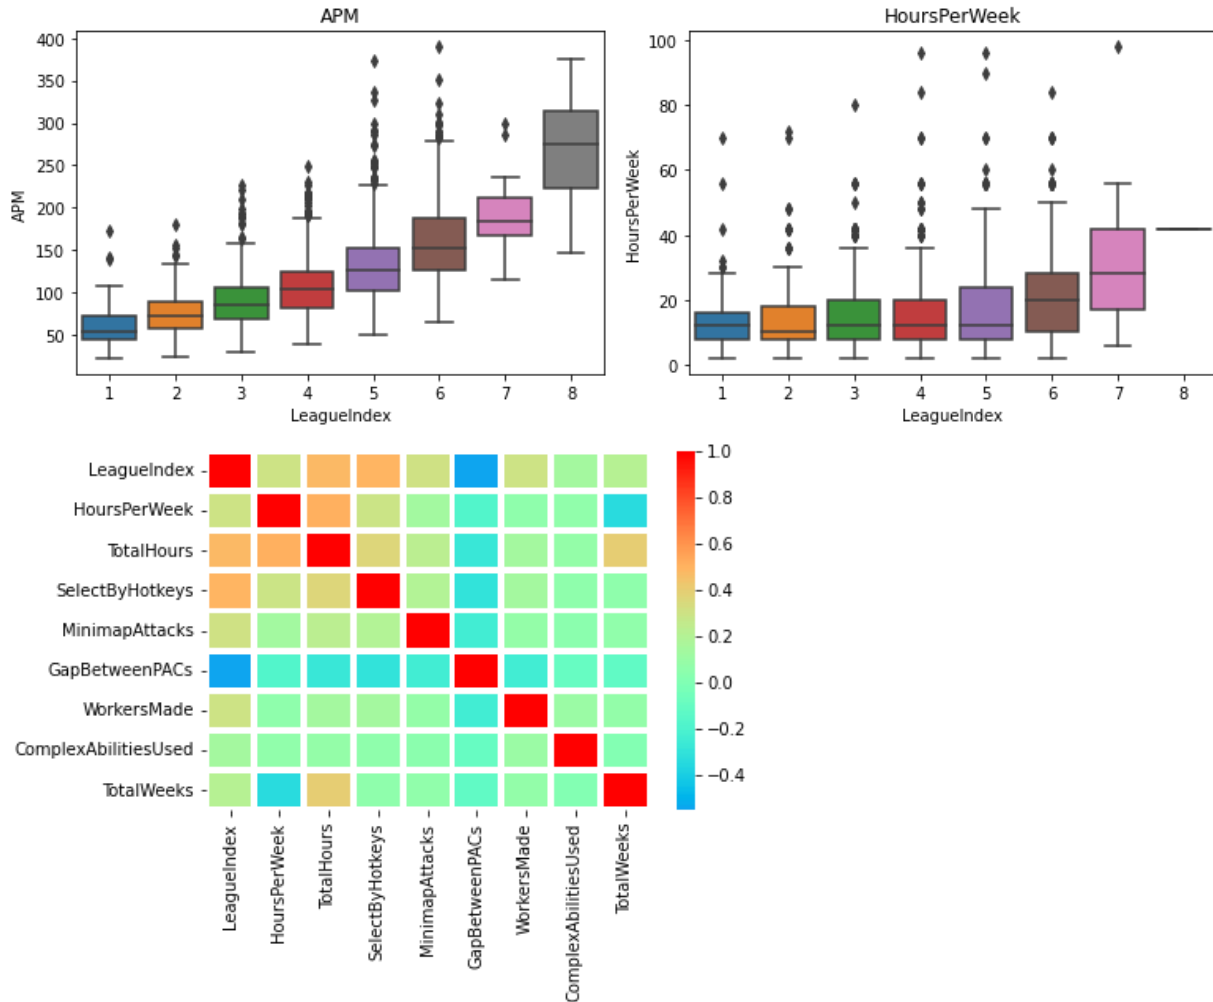 APM
400
350
300
250
200
150
100
50
APM
1 2 3 4 5 6 7 8
LeagueIndex
HoursPerWeek
100
80
60
40
20
0
HoursPerWeek
1 2 3 4 5 6 7 8
LeagueIndex
LeagueIndex
HoursPerWeek
TotalHours
SelectByHotkeys
MinimapAttacks
GapBetweenPACs
WorkersMade
ComplexAbilitiesUsed
TotalWeeks
LeagueIndex
HoursPerWeek
TotalHours
SelectByHotkeys
MinimapAttacks
GapBetweenPACs
WorkersMade
ComplexAbilitiesUsed
TotalWeeks
1.0
0.8
0.6
0.4
0.2
0.0
−0.2
−0.4